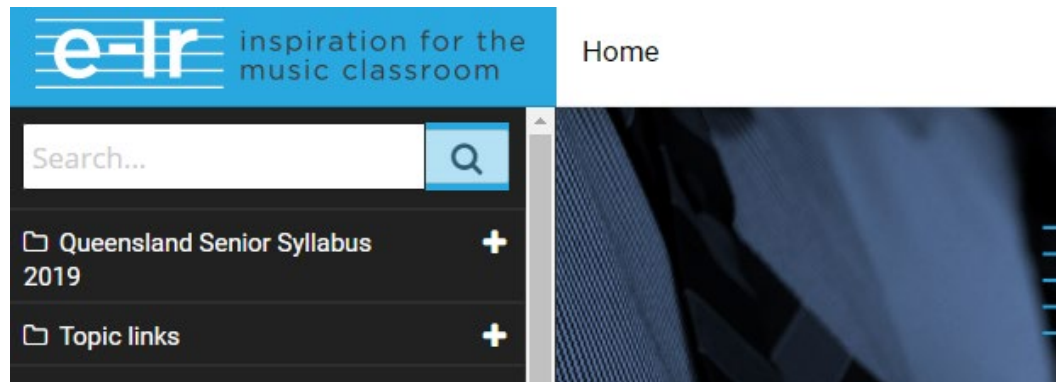 e-lr
inspiration for the
music classroom
Home
Search...
Queensland Senior Syllabus
2019
Topic links